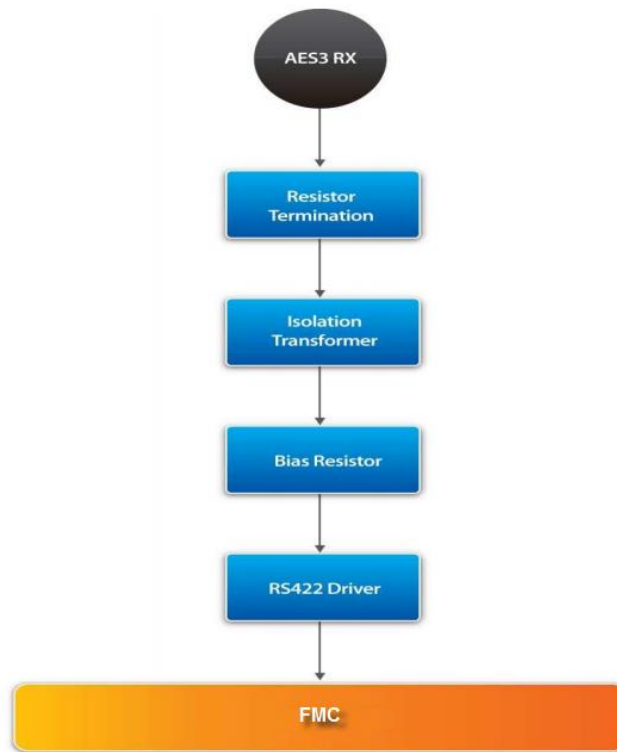 AES3 RX
Resistor
Termination
Isolation
Transformer
Bias Resistor
RS422 Driver
FMC